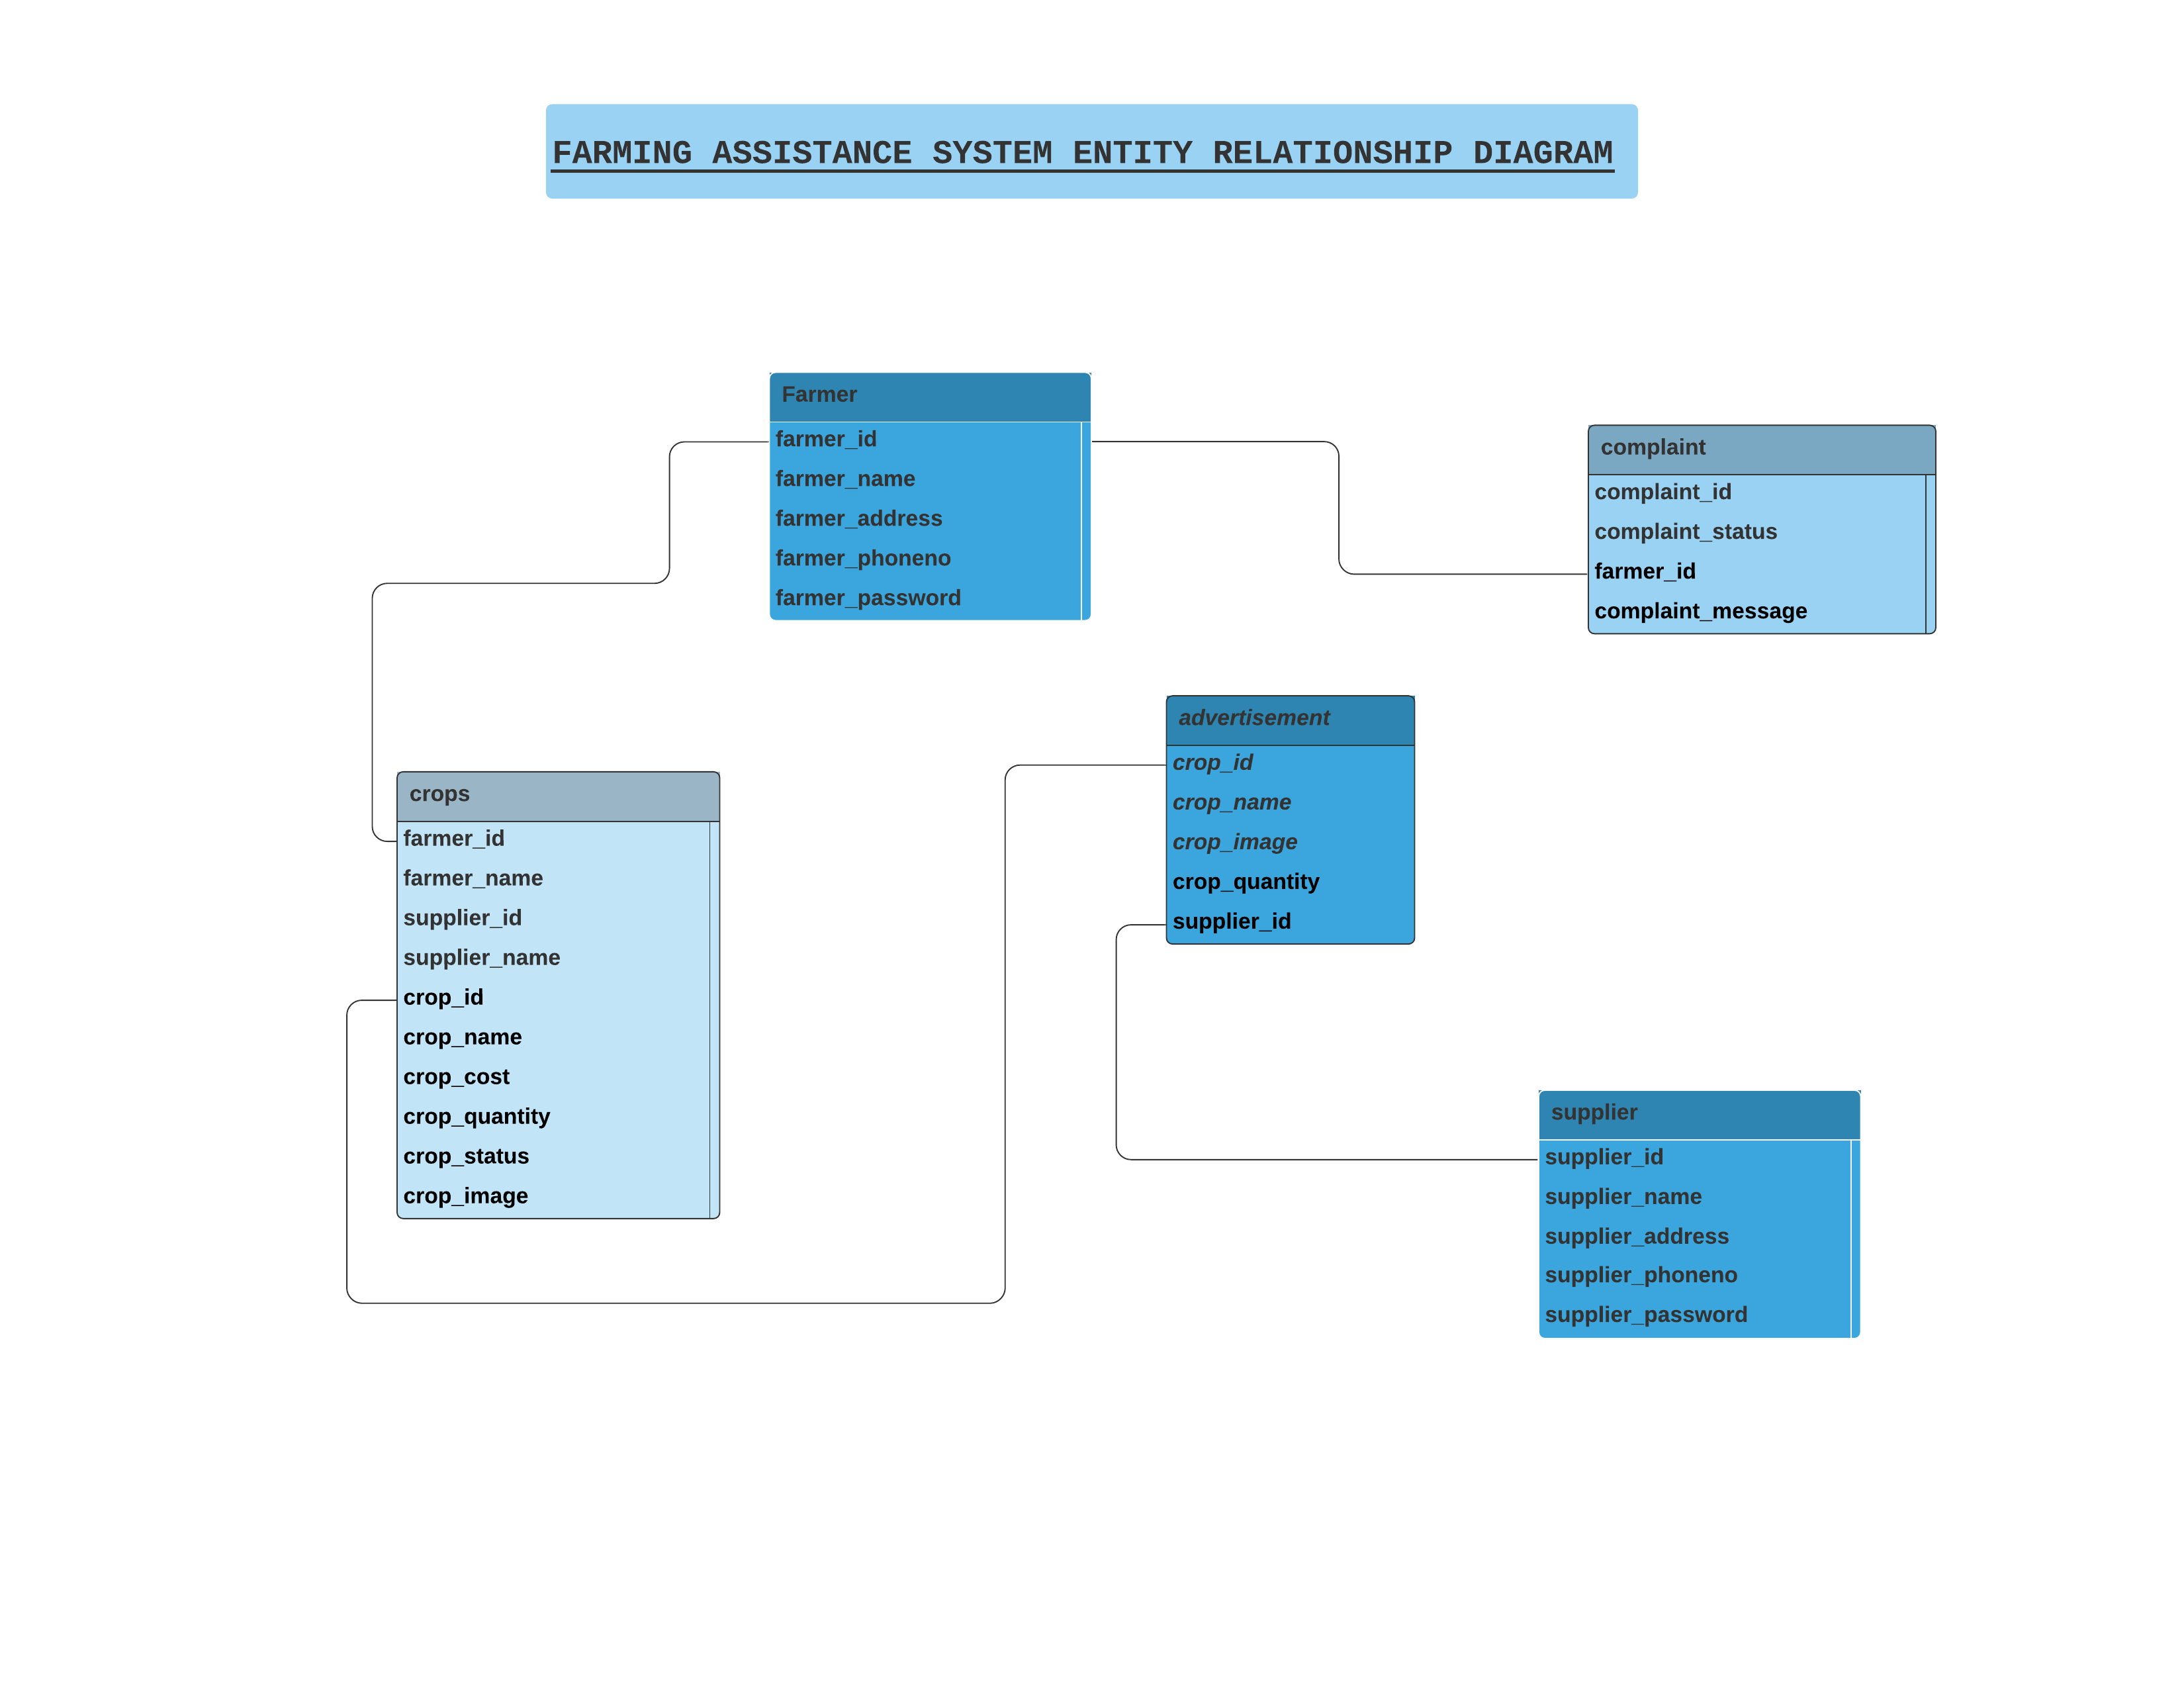 FARMING ASSISTANCE SYSTEM ENTITY RELATIONSHIP DIAGRAM
Farmer
farmer_id
farmer_name
farmer_address
farmer_phoneno
farmer_password
complaint
complaint_id
complaint_status
farmer_id
complaint_message
advertisement
crop_id
crop_name
crop_image
crop_quantity
supplier_id
crops
farmer_id
farmer_name
supplier_id
supplier_name
crop_id
crop_name
crop_cost
crop_quantity
crop_status
crop_image
supplier
supplier_id
supplier_name
supplier_address
supplier_phoneno
supplier_password